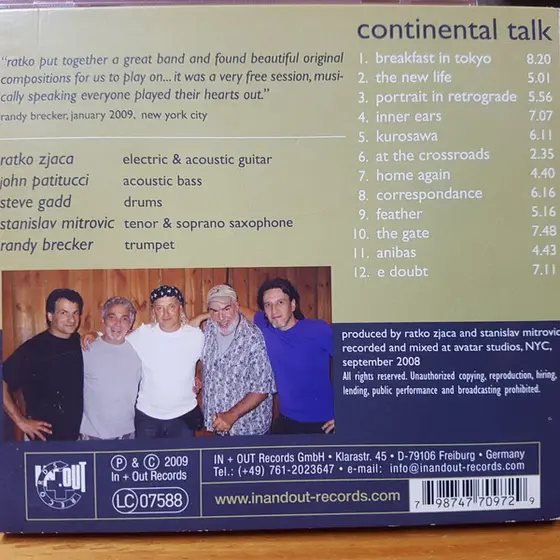 continental talk
"ratko put together a great band and found beautiful original
compositions for us to play on... it was a very free session, musi-
cally speaking everyone played their hearts out."
randy brecker, january 2009, new york city
ratko zjaca electric & acoustic guitar
john patitucci acoustic bass
steve gadd drums
stanislav mitrovic tenor & soprano saxophone
randy brecker trumpet
1. breakfast in tokyo 8.20
2. the new life 5.01
3. portrait in retrograde 5.56
4. inner ears 7.07
5. kurosawa 6.11
6. at the crossroads 2.35
7. home again 4.40
8. correspondance 6.16
9. feather 5.16
10. the gate 7.48
11. anibas 4.43
12. e doubt 7.11
produced by ratko zjaca and stanislav mitrovic
recorded and mixed at avatar studios, NYC,
september 2008
All rights reserved. Unauthorized copying, reproduction, hiring,
lending, public performance and broadcasting prohibited.
IN + OUT
RECORDS
℗ & © 2009
In + Out Records
LC 07588
IN + OUT Records GmbH • Klarastr. 45 • D-79106 Freiburg • Germany
Tel.: (+49) 761-2023647 • e-mail: info@inandout-records.com
www.inandout-records.com
7 98747 70972 9